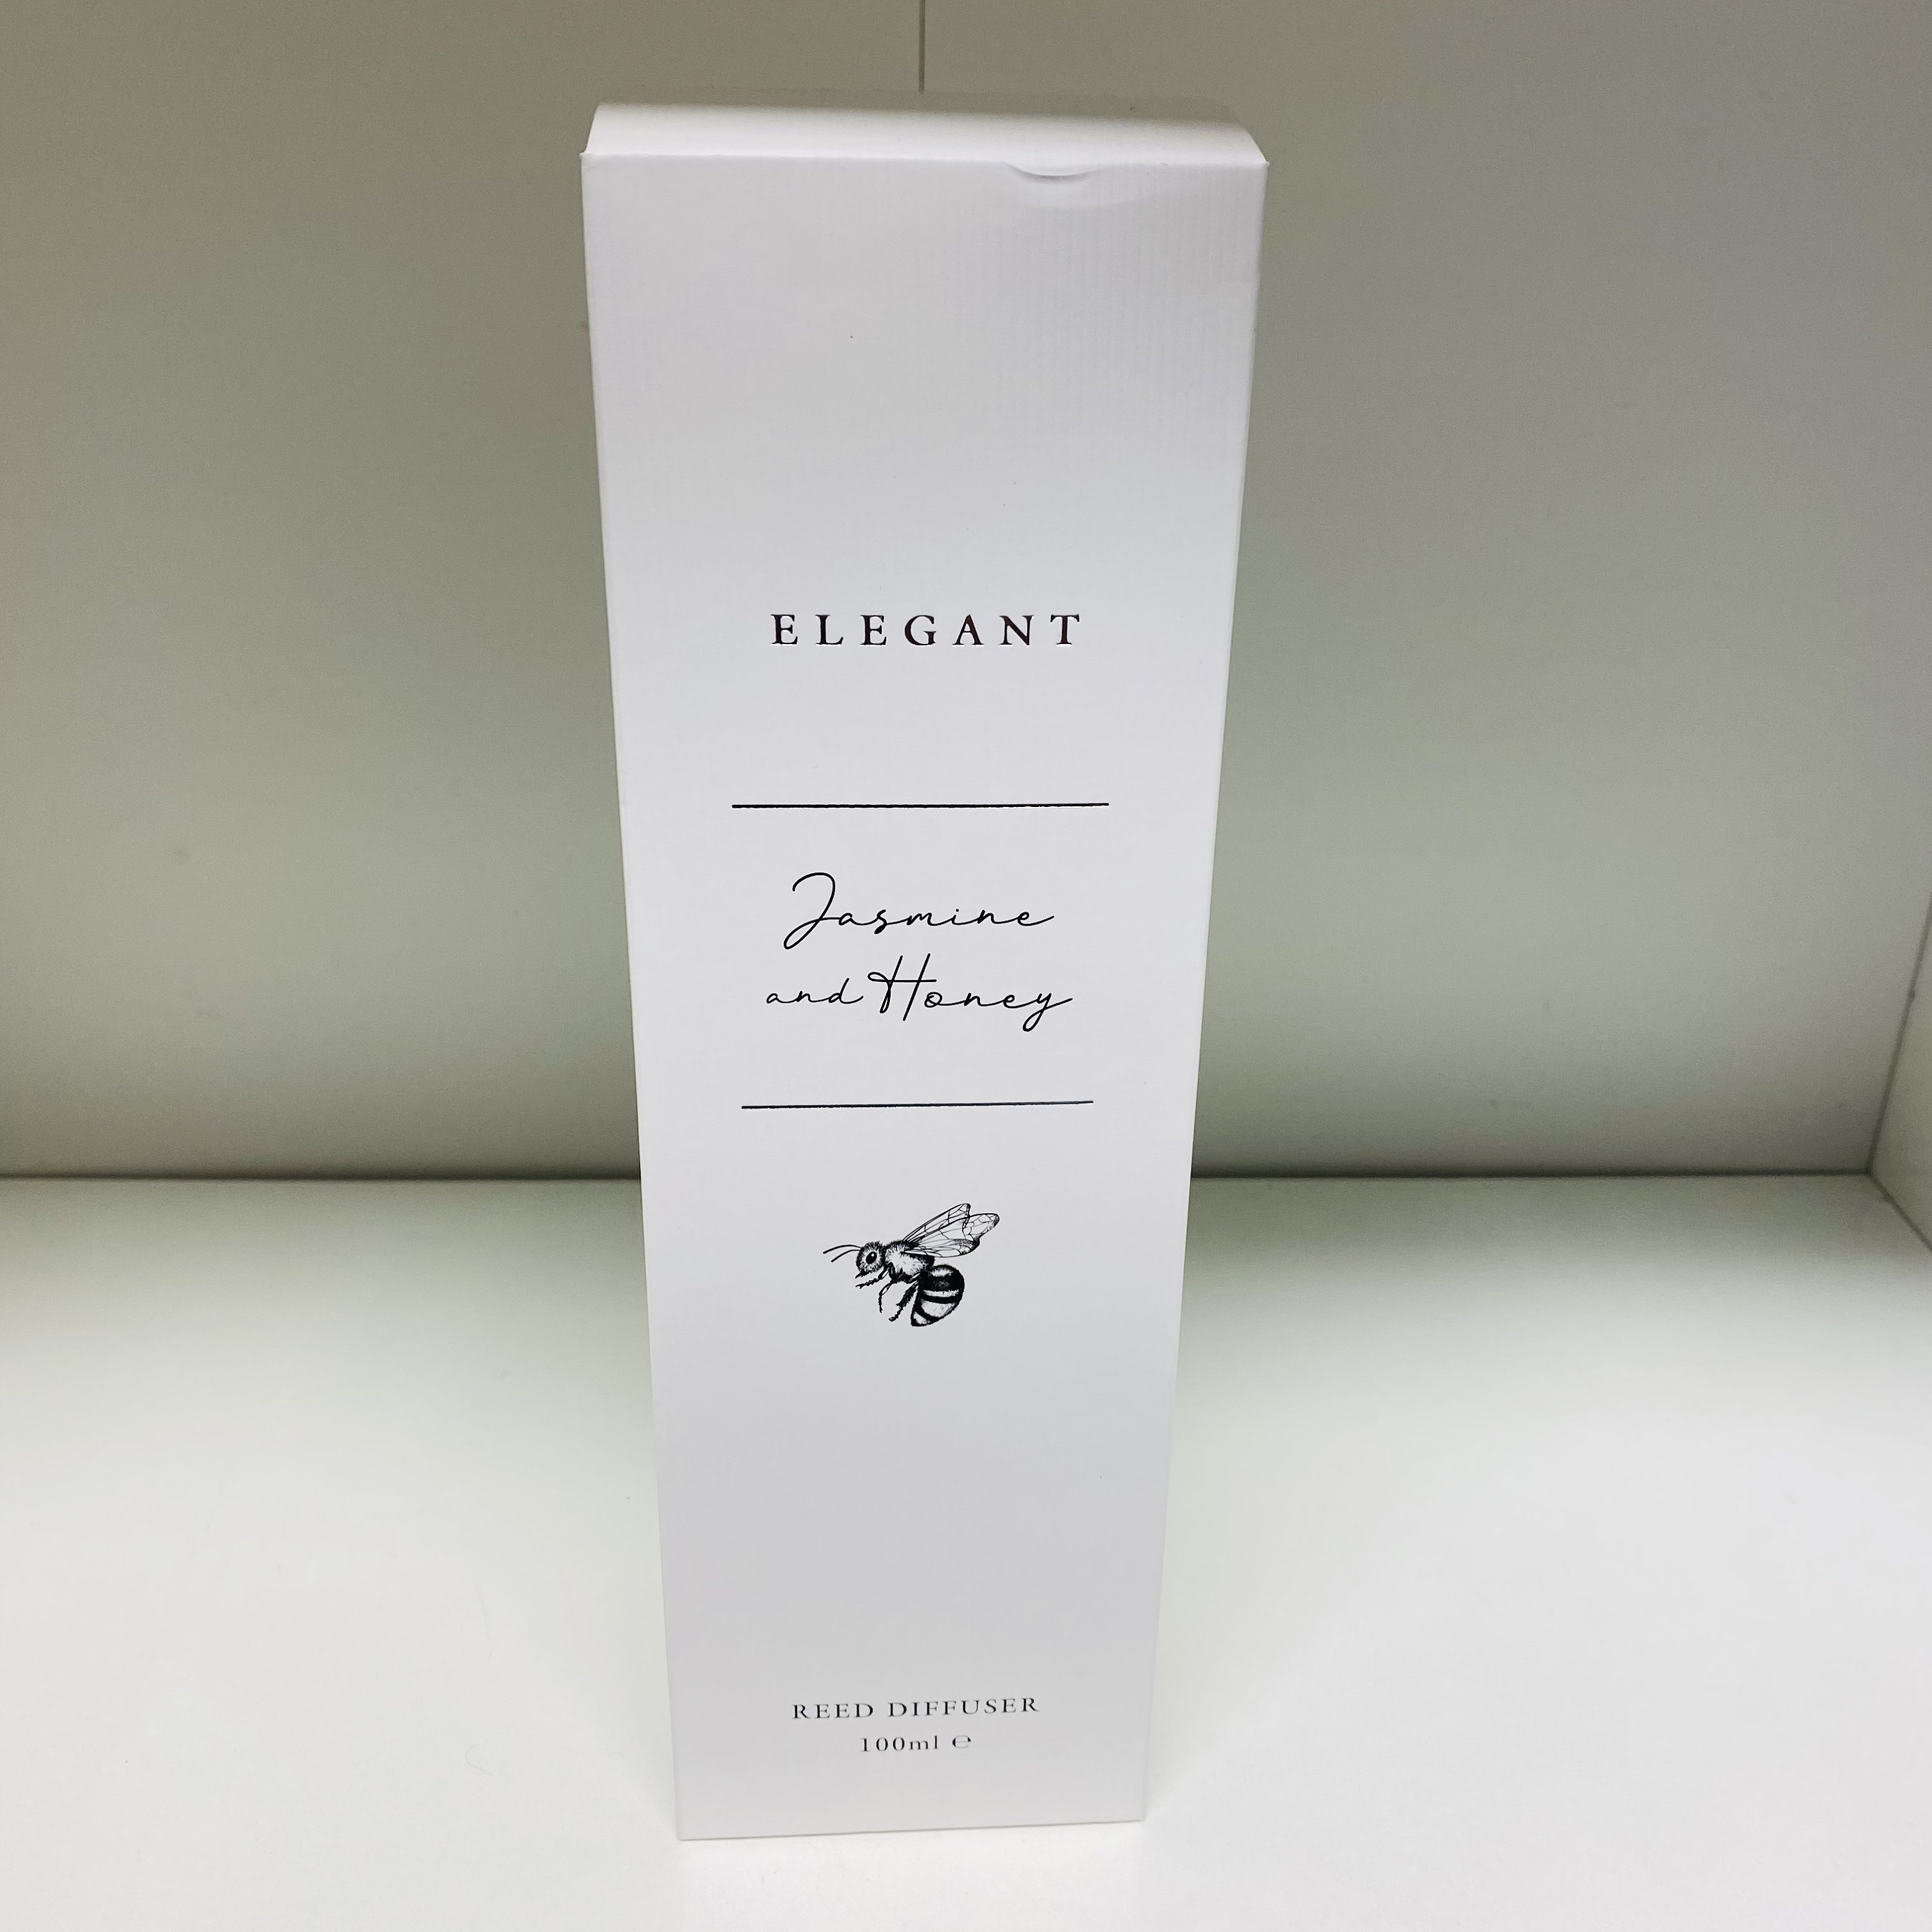 ELEGANT
Jasmine
and Honey
REED DIFFUSER
100ml ℮